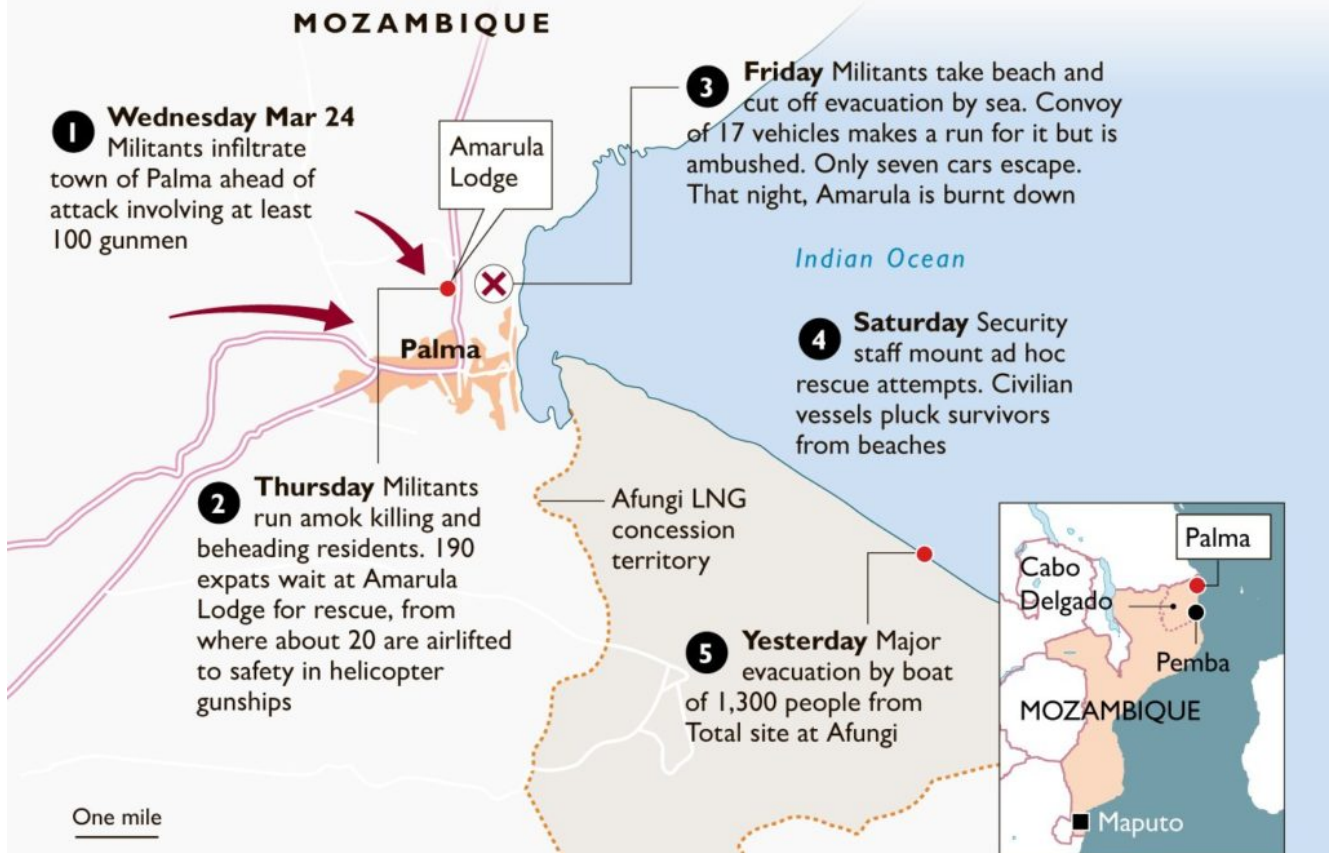 MOZAMBIQUE
1
Wednesday Mar 24
Militants infiltrate
town of Palma ahead of
attack involving at least
100 gunmen
Amarula
Lodge
3
Friday Militants take beach and
cut off evacuation by sea. Convoy
of 17 vehicles makes a run for it but is
ambushed. Only seven cars escape.
That night, Amarula is burnt down
Indian Ocean
Palma
4
Saturday Security
staff mount ad hoc
rescue attempts. Civilian
vessels pluck survivors
from beaches
2
Thursday Militants
run amok killing and
beheading residents. 190
expats wait at Amarula
Lodge for rescue, from
where about 20 are airlifted
to safety in helicopter
gunships
Afungi LNG
concession
territory
5
Yesterday Major
evacuation by boat
of 1,300 people from
Total site at Afungi
Palma
Cabo
Delgado
Pemba
MOZAMBIQUE
Maputo
One mile